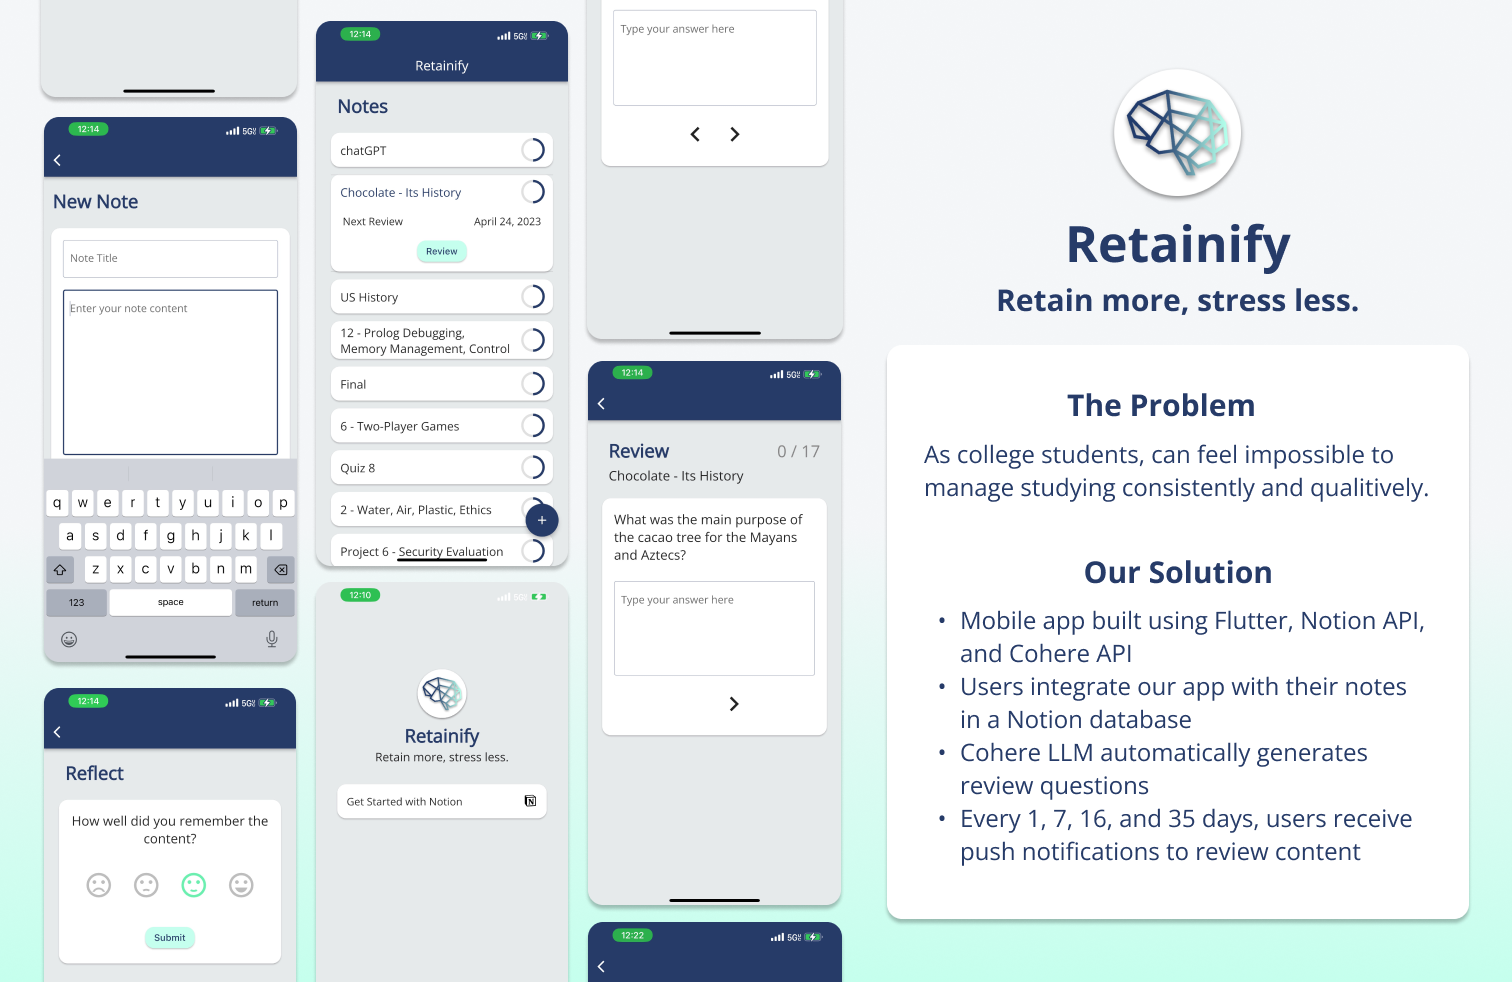 12:14
5G
New Note
Note Title
Enter your note content
q w e r t y u i o p
a s d f g h j k l
z x c v b n m
123 space return
12:14
5G
Reflect
How well did you remember the
content?
Submit
12:14
5G
Retainify
Notes
chatGPT
Chocolate - Its History
Next Review April 24, 2023
Review
US History
12 - Prolog Debugging,
Memory Management, Control
Final
6 - Two-Player Games
Quiz 8
2 - Water, Air, Plastic, Ethics
+
Project 6 - Security Evaluation
12:10
5G
Retainify
Retain more, stress less.
Get Started with Notion
N
Type your answer here
12:14
5G
Review 0 / 17
Chocolate - Its History
What was the main purpose of
the cacao tree for the Mayans
and Aztecs?
Type your answer here
12:22
5G
Retainify
Retain more, stress less.
The Problem
As college students, can feel impossible to
manage studying consistently and qualitively.
Our Solution
• Mobile app built using Flutter, Notion API,
and Cohere API
• Users integrate our app with their notes
in a Notion database
• Cohere LLM automatically generates
review questions
• Every 1, 7, 16, and 35 days, users receive
push notifications to review content